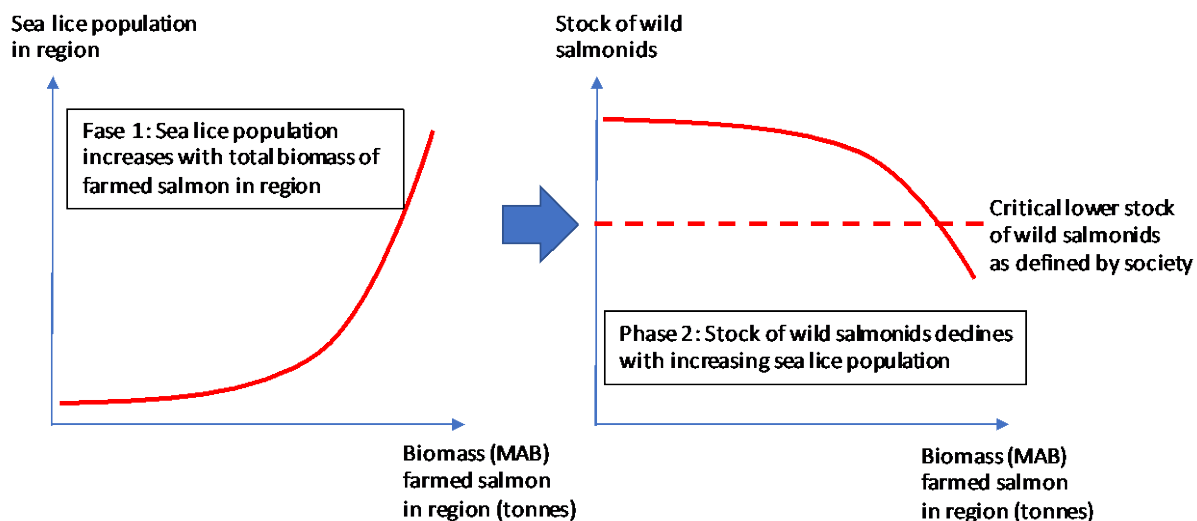 Sea lice population
in region
Fase 1: Sea lice population
increases with total biomass of
farmed salmon in region
Biomass (MAB)
farmed salmon
in region (tonnes)
Stock of wild
salmonids
Critical lower stock
of wild salmonids
as defined by society
Phase 2: Stock of wild salmonids declines
with increasing sea lice population
Biomass (MAB)
farmed salmon
in region (tonnes)